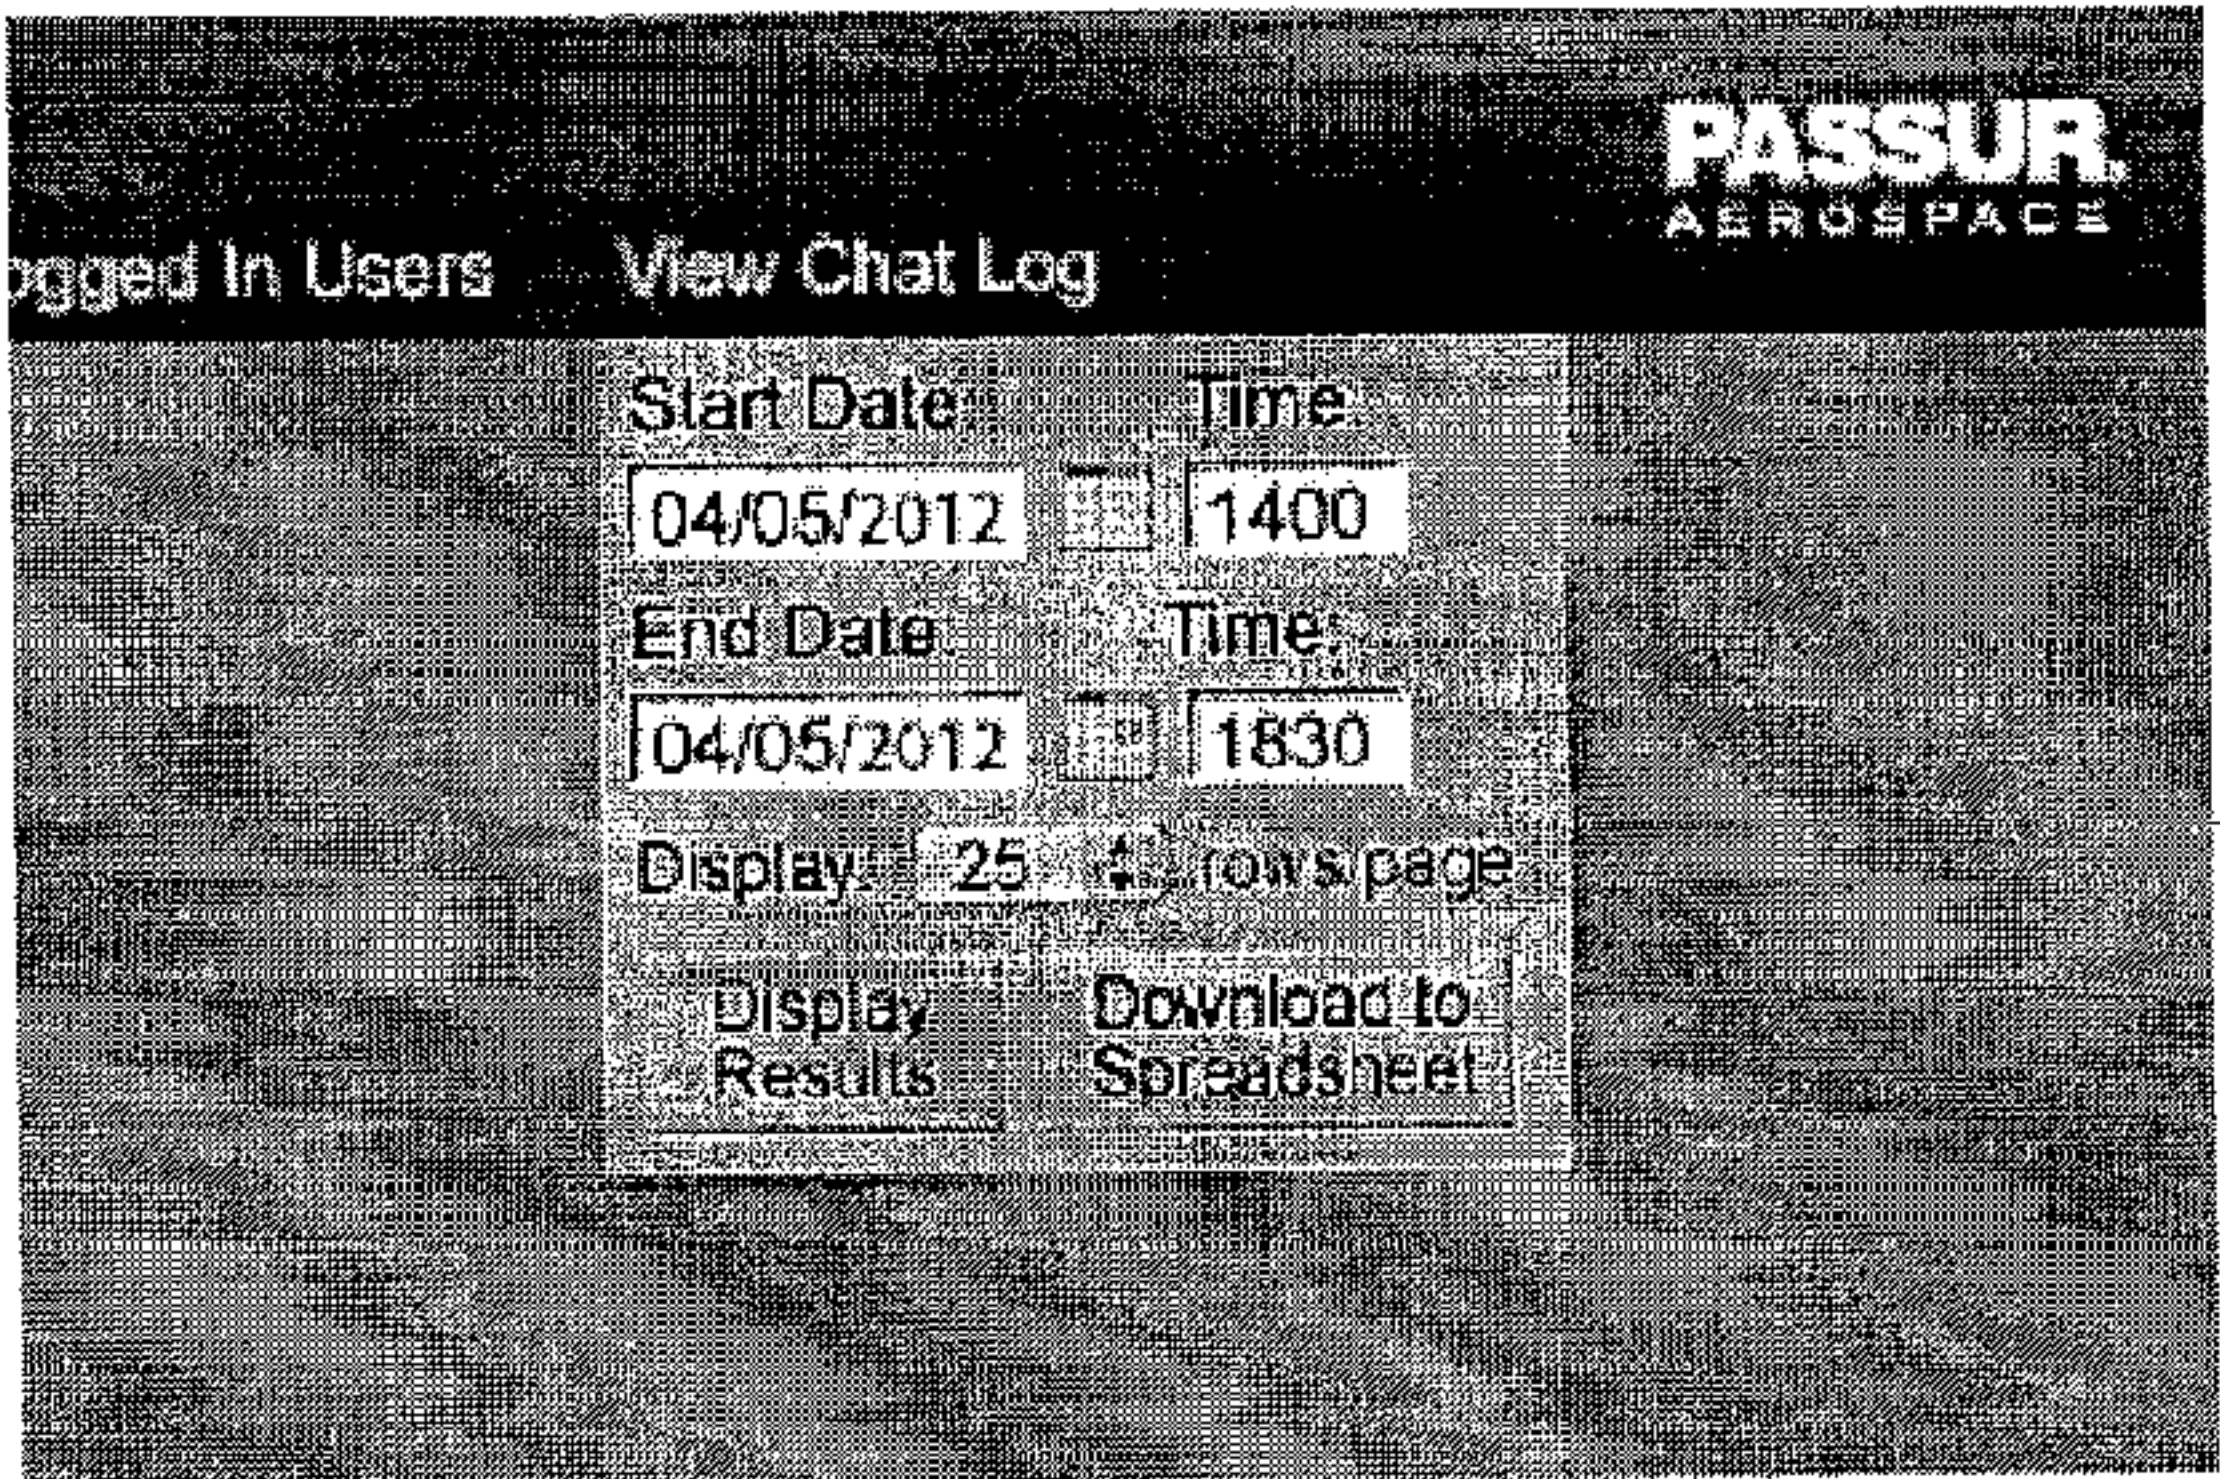 PASSUR.
AEROSPACE
ogged In Users View Chat Log
Start Date: Time:
04/05/2012 1400
End Date: Time:
04/05/2012 1830
Display: 25 rows/page
Display Results
Download to Spreadsheet